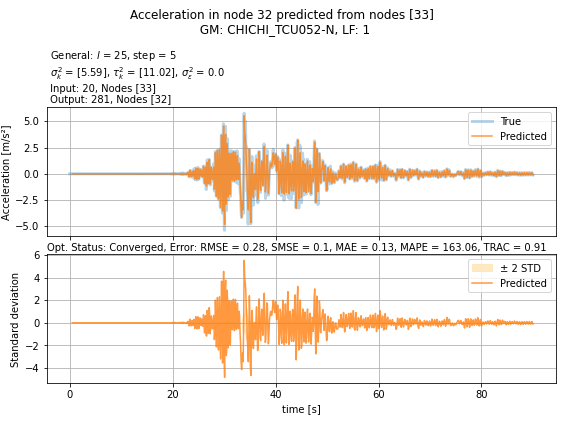 Acceleration in node 32 predicted from nodes [33]
GM: CHICHI_TCU052-N, LF: 1
General: l = 25, step = 5
σ²ₖ = [5.59], τ²ₖ = [11.02], σ²ε = 0.0
Input: 20, Nodes [33]
Output: 281, Nodes [32]
Acceleration [m/s²]
5.0
2.5
0.0
−2.5
−5.0
True
Predicted
Opt. Status: Converged, Error: RMSE = 0.28, SMSE = 0.1, MAE = 0.13, MAPE = 163.06, TRAC = 0.91
Standard deviation
6
4
2
0
−2
−4
± 2 STD
Predicted
0
20
40
60
80
time [s]